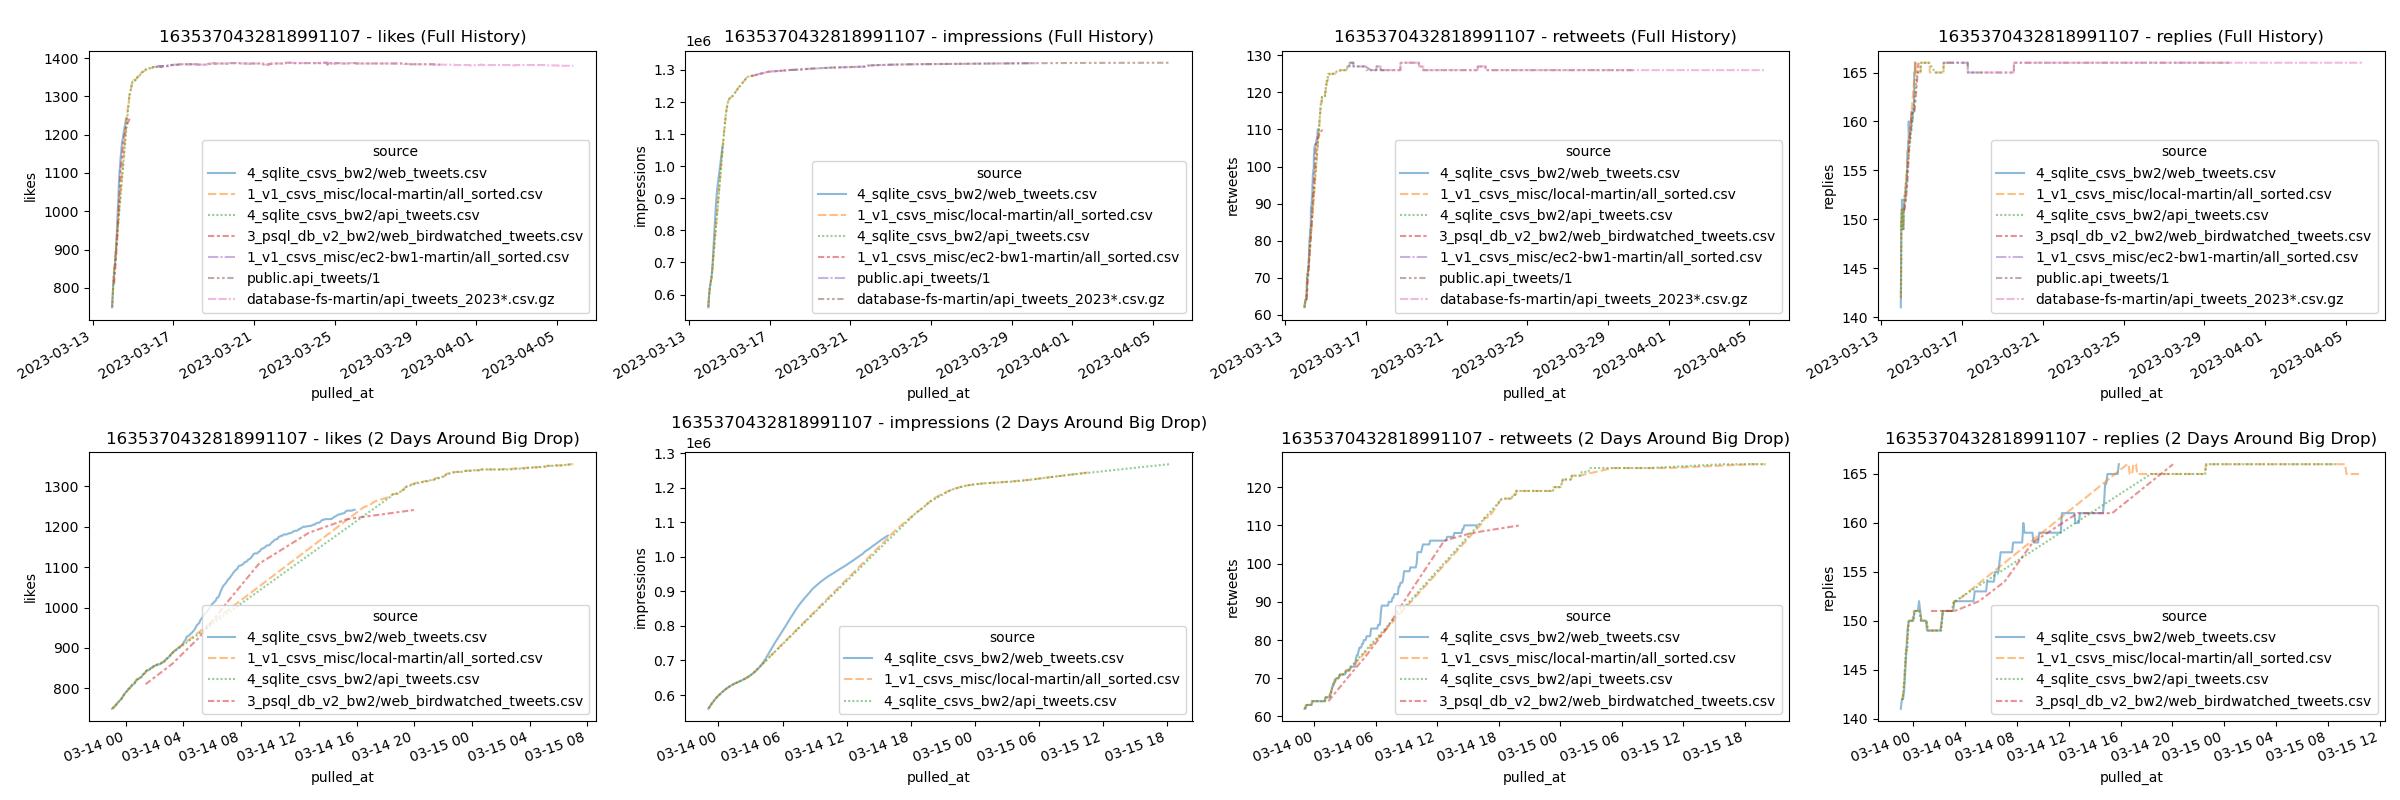 1635370432818991107 - likes (Full History)
likes
1400
1300
1200
1100
1000
900
800
source
4_sqlite_csvs_bw2/web_tweets.csv
1_v1_csvs_misc/local-martin/all_sorted.csv
4_sqlite_csvs_bw2/api_tweets.csv
3_psql_db_v2_bw2/web_birdwatched_tweets.csv
1_v1_csvs_misc/ec2-bw1-martin/all_sorted.csv
public.api_tweets/1
database-fs-martin/api_tweets_2023*.csv.gz
2023-03-13
2023-03-17
2023-03-21
2023-03-25
2023-03-29
2023-04-01
2023-04-05
pulled_at
1635370432818991107 - impressions (Full History)
1e6
impressions
1.3
1.2
1.1
1.0
0.9
0.8
0.7
0.6
source
4_sqlite_csvs_bw2/web_tweets.csv
1_v1_csvs_misc/local-martin/all_sorted.csv
4_sqlite_csvs_bw2/api_tweets.csv
1_v1_csvs_misc/ec2-bw1-martin/all_sorted.csv
public.api_tweets/1
database-fs-martin/api_tweets_2023*.csv.gz
2023-03-13
2023-03-17
2023-03-21
2023-03-25
2023-03-29
2023-04-01
2023-04-05
pulled_at
1635370432818991107 - retweets (Full History)
retweets
130
120
110
100
90
80
70
60
source
4_sqlite_csvs_bw2/web_tweets.csv
1_v1_csvs_misc/local-martin/all_sorted.csv
4_sqlite_csvs_bw2/api_tweets.csv
3_psql_db_v2_bw2/web_birdwatched_tweets.csv
1_v1_csvs_misc/ec2-bw1-martin/all_sorted.csv
public.api_tweets/1
database-fs-martin/api_tweets_2023*.csv.gz
2023-03-13
2023-03-17
2023-03-21
2023-03-25
2023-03-29
2023-04-01
2023-04-05
pulled_at
1635370432818991107 - replies (Full History)
replies
165
160
155
150
145
140
source
4_sqlite_csvs_bw2/web_tweets.csv
1_v1_csvs_misc/local-martin/all_sorted.csv
4_sqlite_csvs_bw2/api_tweets.csv
3_psql_db_v2_bw2/web_birdwatched_tweets.csv
1_v1_csvs_misc/ec2-bw1-martin/all_sorted.csv
public.api_tweets/1
database-fs-martin/api_tweets_2023*.csv.gz
2023-03-13
2023-03-17
2023-03-21
2023-03-25
2023-03-29
2023-04-01
2023-04-05
pulled_at
1635370432818991107 - likes (2 Days Around Big Drop)
likes
1300
1200
1100
1000
900
800
source
4_sqlite_csvs_bw2/web_tweets.csv
1_v1_csvs_misc/local-martin/all_sorted.csv
4_sqlite_csvs_bw2/api_tweets.csv
3_psql_db_v2_bw2/web_birdwatched_tweets.csv
03-14 00
03-14 04
03-14 08
03-14 12
03-14 16
03-14 20
03-15 00
03-15 04
03-15 08
pulled_at
1635370432818991107 - impressions (2 Days Around Big Drop)
1e6
impressions
1.3
1.2
1.1
1.0
0.9
0.8
0.7
0.6
source
4_sqlite_csvs_bw2/web_tweets.csv
1_v1_csvs_misc/local-martin/all_sorted.csv
4_sqlite_csvs_bw2/api_tweets.csv
03-14 00
03-14 06
03-14 12
03-14 18
03-15 00
03-15 06
03-15 12
03-15 18
pulled_at
1635370432818991107 - retweets (2 Days Around Big Drop)
retweets
120
110
100
90
80
70
60
source
4_sqlite_csvs_bw2/web_tweets.csv
1_v1_csvs_misc/local-martin/all_sorted.csv
4_sqlite_csvs_bw2/api_tweets.csv
3_psql_db_v2_bw2/web_birdwatched_tweets.csv
03-14 00
03-14 06
03-14 12
03-14 18
03-15 00
03-15 06
03-15 12
03-15 18
pulled_at
1635370432818991107 - replies (2 Days Around Big Drop)
replies
165
160
155
150
145
140
source
4_sqlite_csvs_bw2/web_tweets.csv
1_v1_csvs_misc/local-martin/all_sorted.csv
4_sqlite_csvs_bw2/api_tweets.csv
3_psql_db_v2_bw2/web_birdwatched_tweets.csv
03-14 00
03-14 04
03-14 08
03-14 12
03-14 16
03-14 20
03-15 00
03-15 04
03-15 08
03-15 12
pulled_at